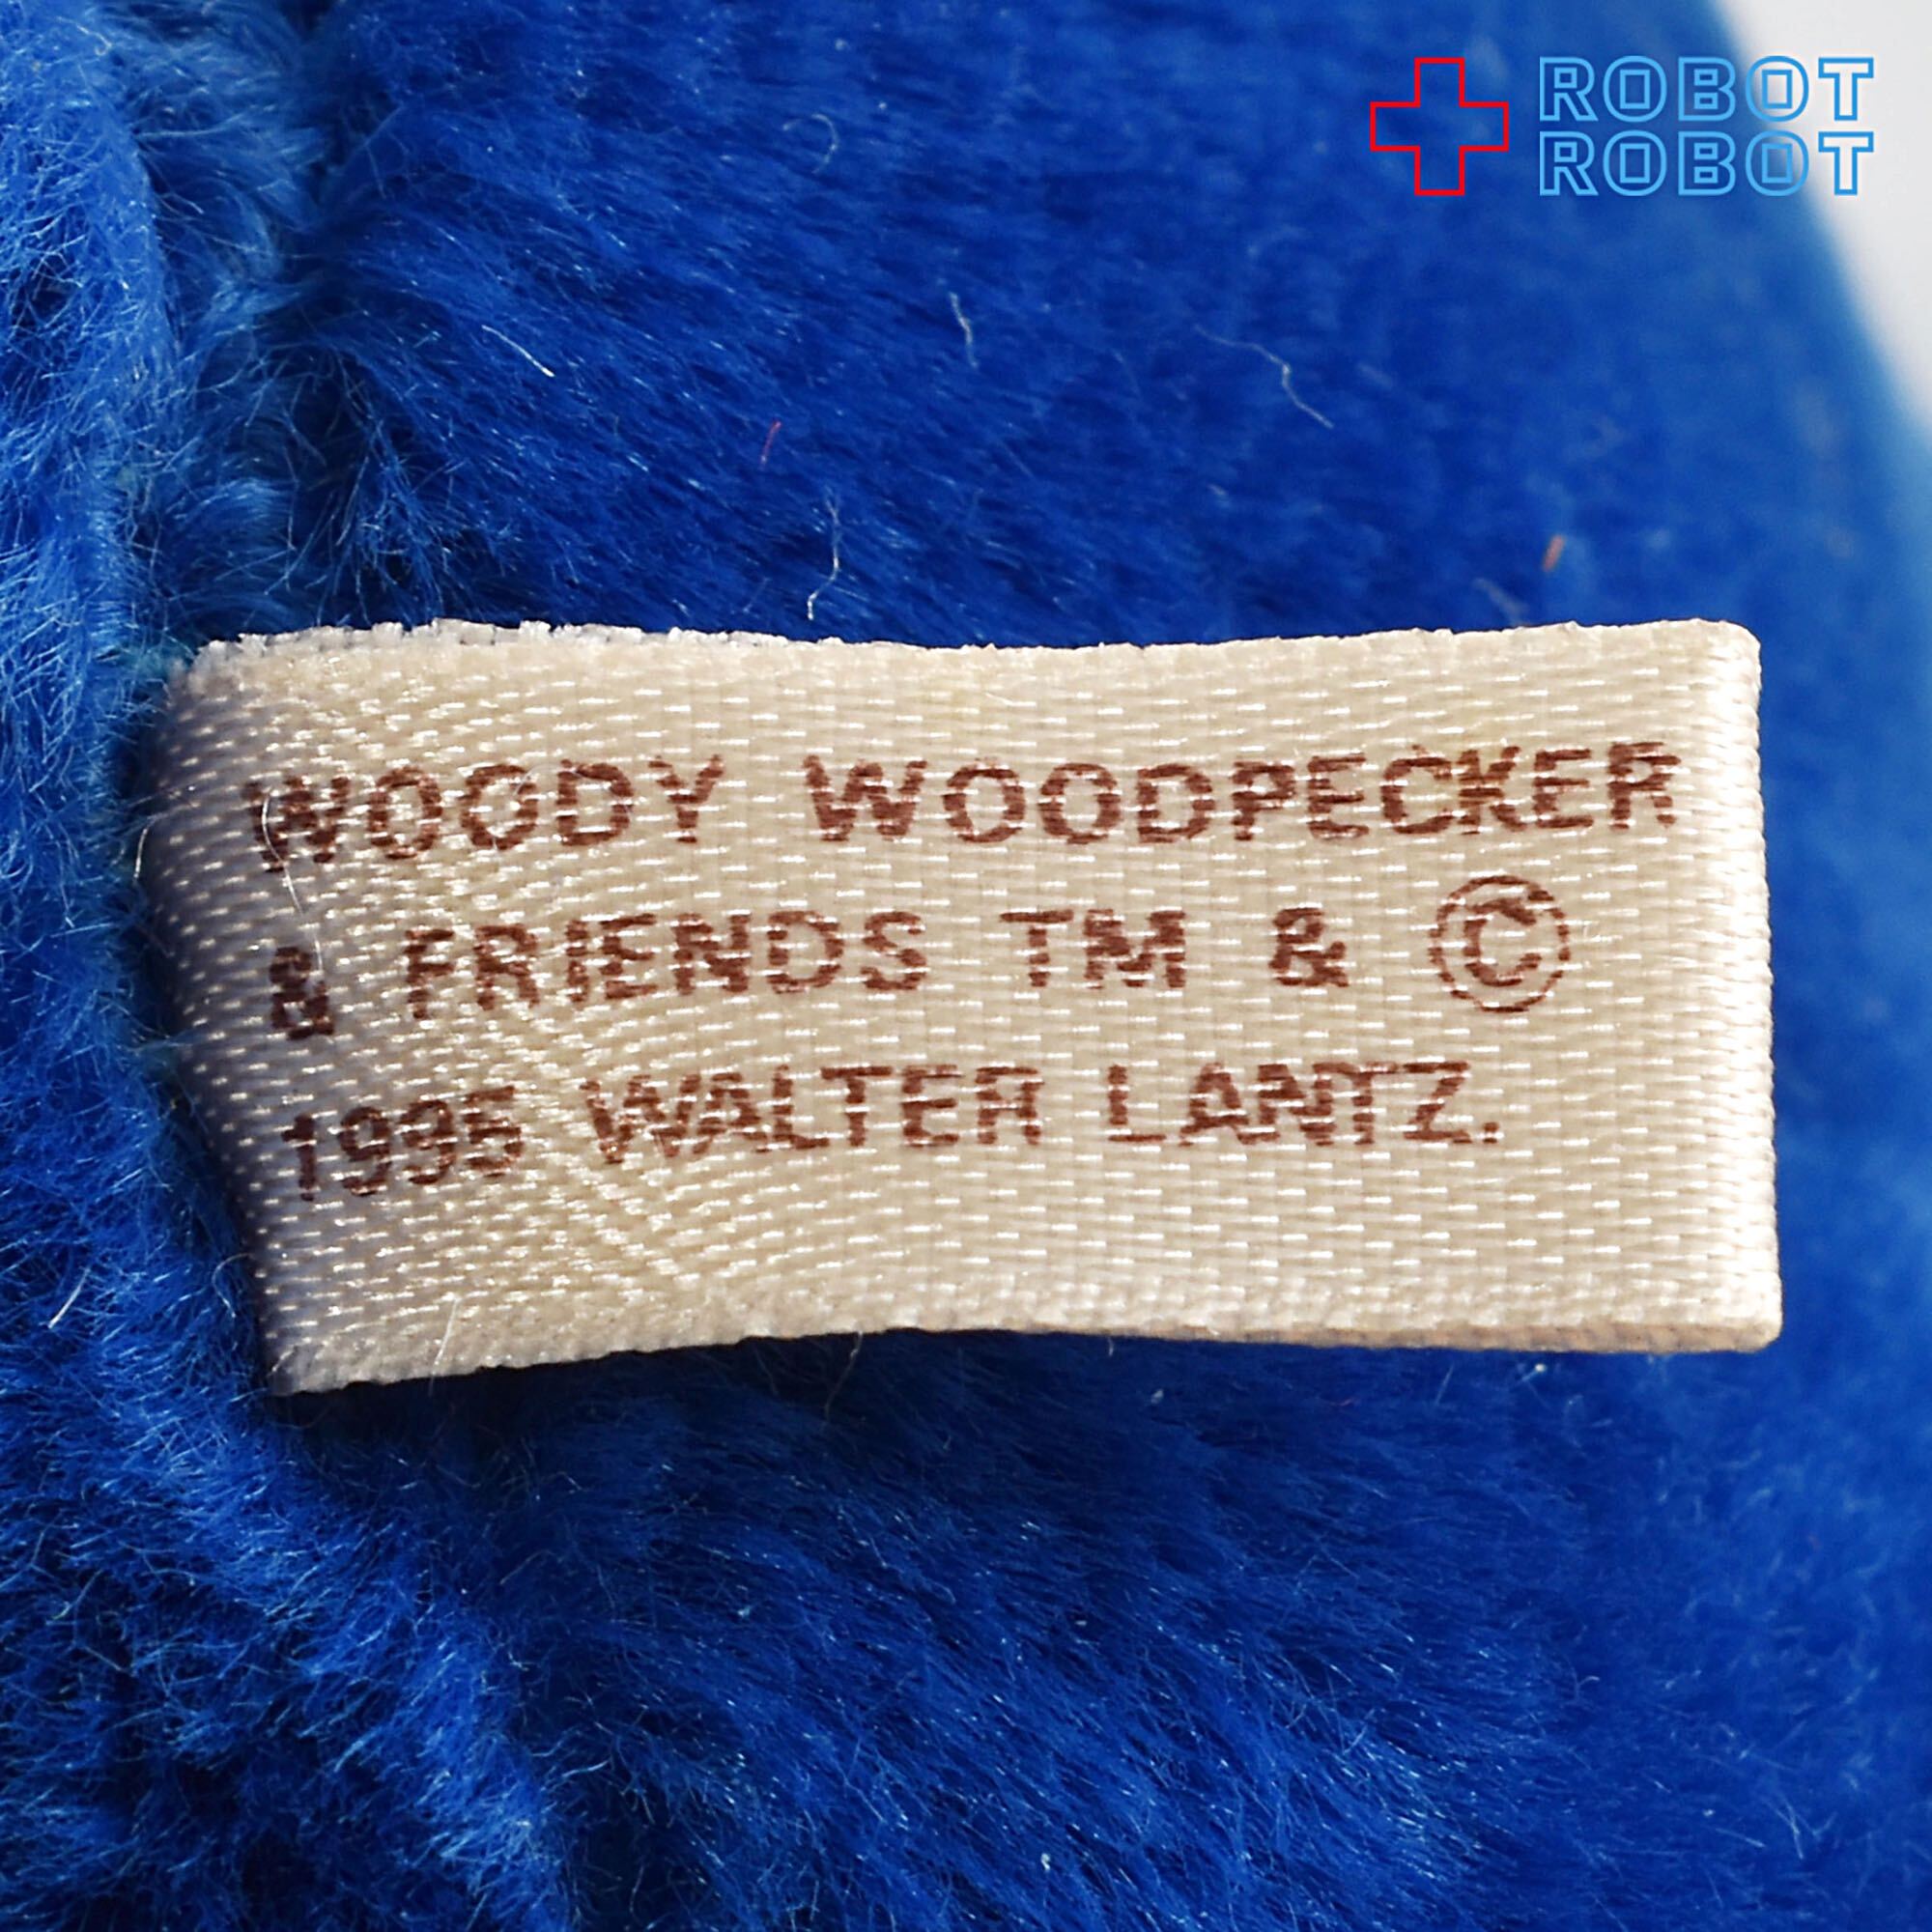 ROBOT
ROBOT
WOODY WOODPECKER
& FRIENDS TM & ©
1995 WALTER LANTZ.